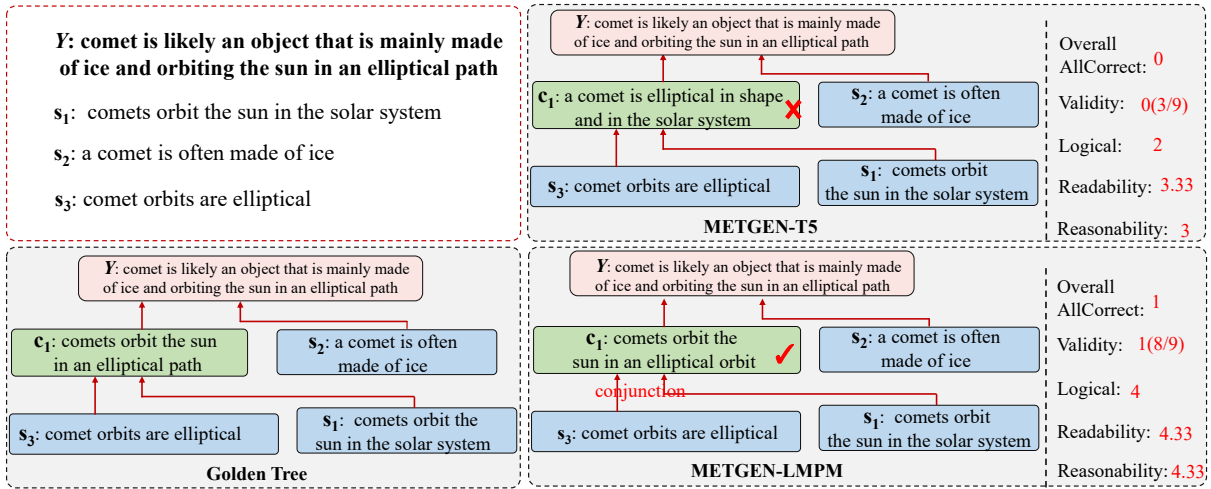 Y: comet is likely an object that is mainly made
of ice and orbiting the sun in an elliptical path
s1: comets orbit the sun in the solar system
s2: a comet is often made of ice
s3: comet orbits are elliptical
Y: comet is likely an object that is mainly made
of ice and orbiting the sun in an elliptical path
c1: a comet is elliptical in shape
and in the solar system
s2: a comet is often
made of ice
s3: comet orbits are elliptical
s1: comets orbit
the sun in the solar system
METGEN-T5
Overall
AllCorrect: 0
Validity: 0(3/9)
Logical: 2
Readability: 3.33
Reasonability: 3
Y: comet is likely an object that is mainly made
of ice and orbiting the sun in an elliptical path
c1: comets orbit the sun
in an elliptical path
s2: a comet is often
made of ice
s3: comet orbits are elliptical
s1: comets orbit the
sun in the solar system
Golden Tree
Y: comet is likely an object that is mainly made
of ice and orbiting the sun in an elliptical path
c1: comets orbit the
sun in an elliptical orbit
s2: a comet is often
made of ice
conjunction
s3: comet orbits are elliptical
s1: comets orbit
the sun in the solar system
METGEN-LMPM
Overall
AllCorrect: 1
Validity: 1(8/9)
Logical: 4
Readability: 4.33
Reasonability: 4.33